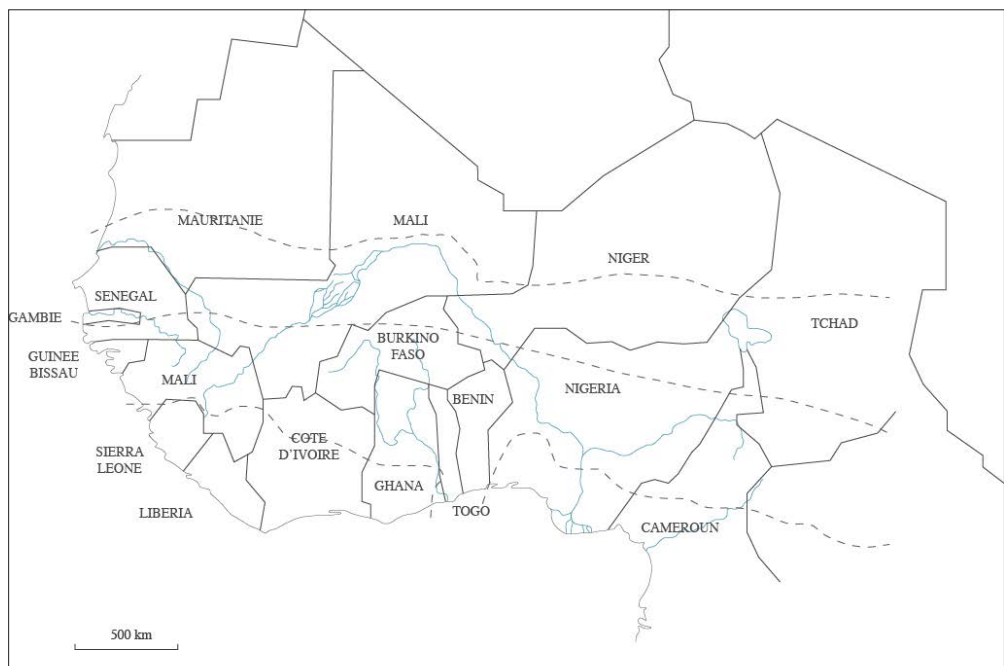 MAURITANIE
MALI
NIGER
SENEGAL
GAMBIE
TCHAD
GUINEE
BISSAU
BURKINO
FASO
MALI
BENIN
NIGERIA
COTE
D'IVOIRE
SIERRA
LEONE
GHANA
LIBERIA
TOGO
CAMEROUN
500 km